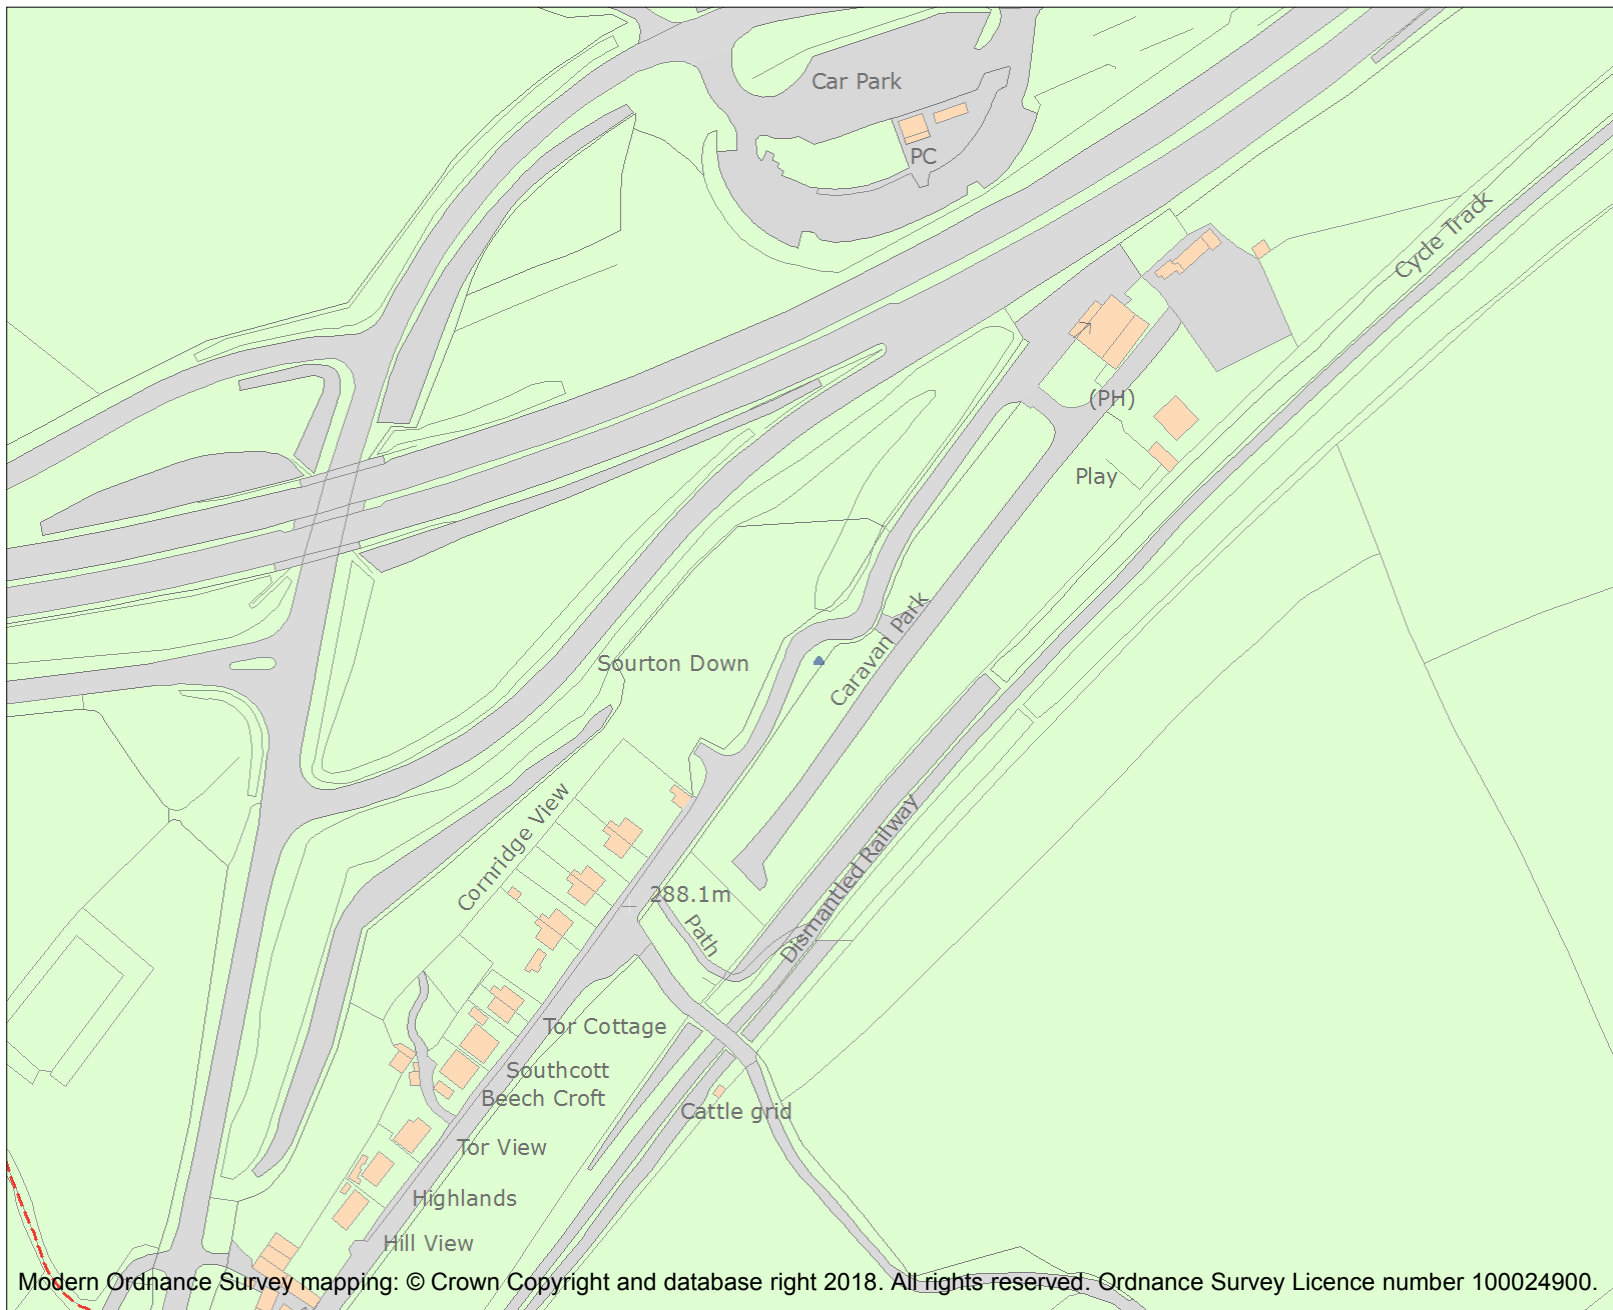 Car Park
PC
Cycle Track
(PH)
Play
Caravan Park
Sourton Down
Cornridge View
Dismantled Railway
288.1m
Path
Tor Cottage
Southcott
Beech Croft
Cattle grid
Tor View
Highlands
Hill View
Modern Ordnance Survey mapping: © Crown Copyright and database right 2018. All rights reserved. Ordnance Survey Licence number 100024900.